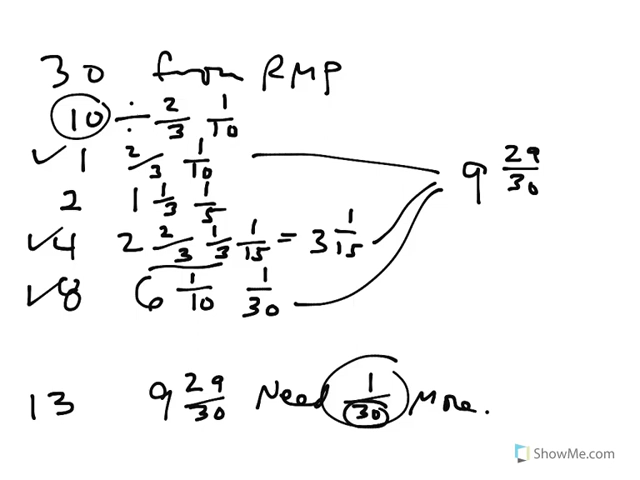 30 from RMP
10 ÷ 2/3 1/10
✓ 1 2/3 1/10
9 29/30
2 1 1/3 1/5
✓ 4 2 2/3 1/3 1/15 = 3 1/15
✓ 8 6 1/10 1/30
13 9 29/30 Need 1/30 More.
ShowMe.com